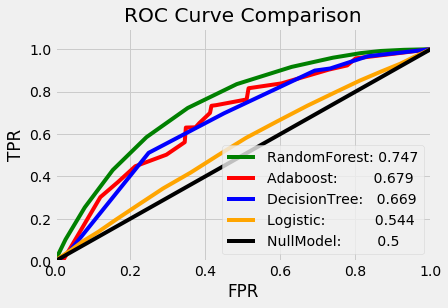 ROC Curve Comparison
1.0
0.8
0.6
0.4
0.2
0.0
TPR
RandomForest: 0.747
Adaboost: 0.679
DecisionTree: 0.669
Logistic: 0.544
NullModel: 0.5
0.0 0.2 0.4 0.6 0.8 1.0
FPR